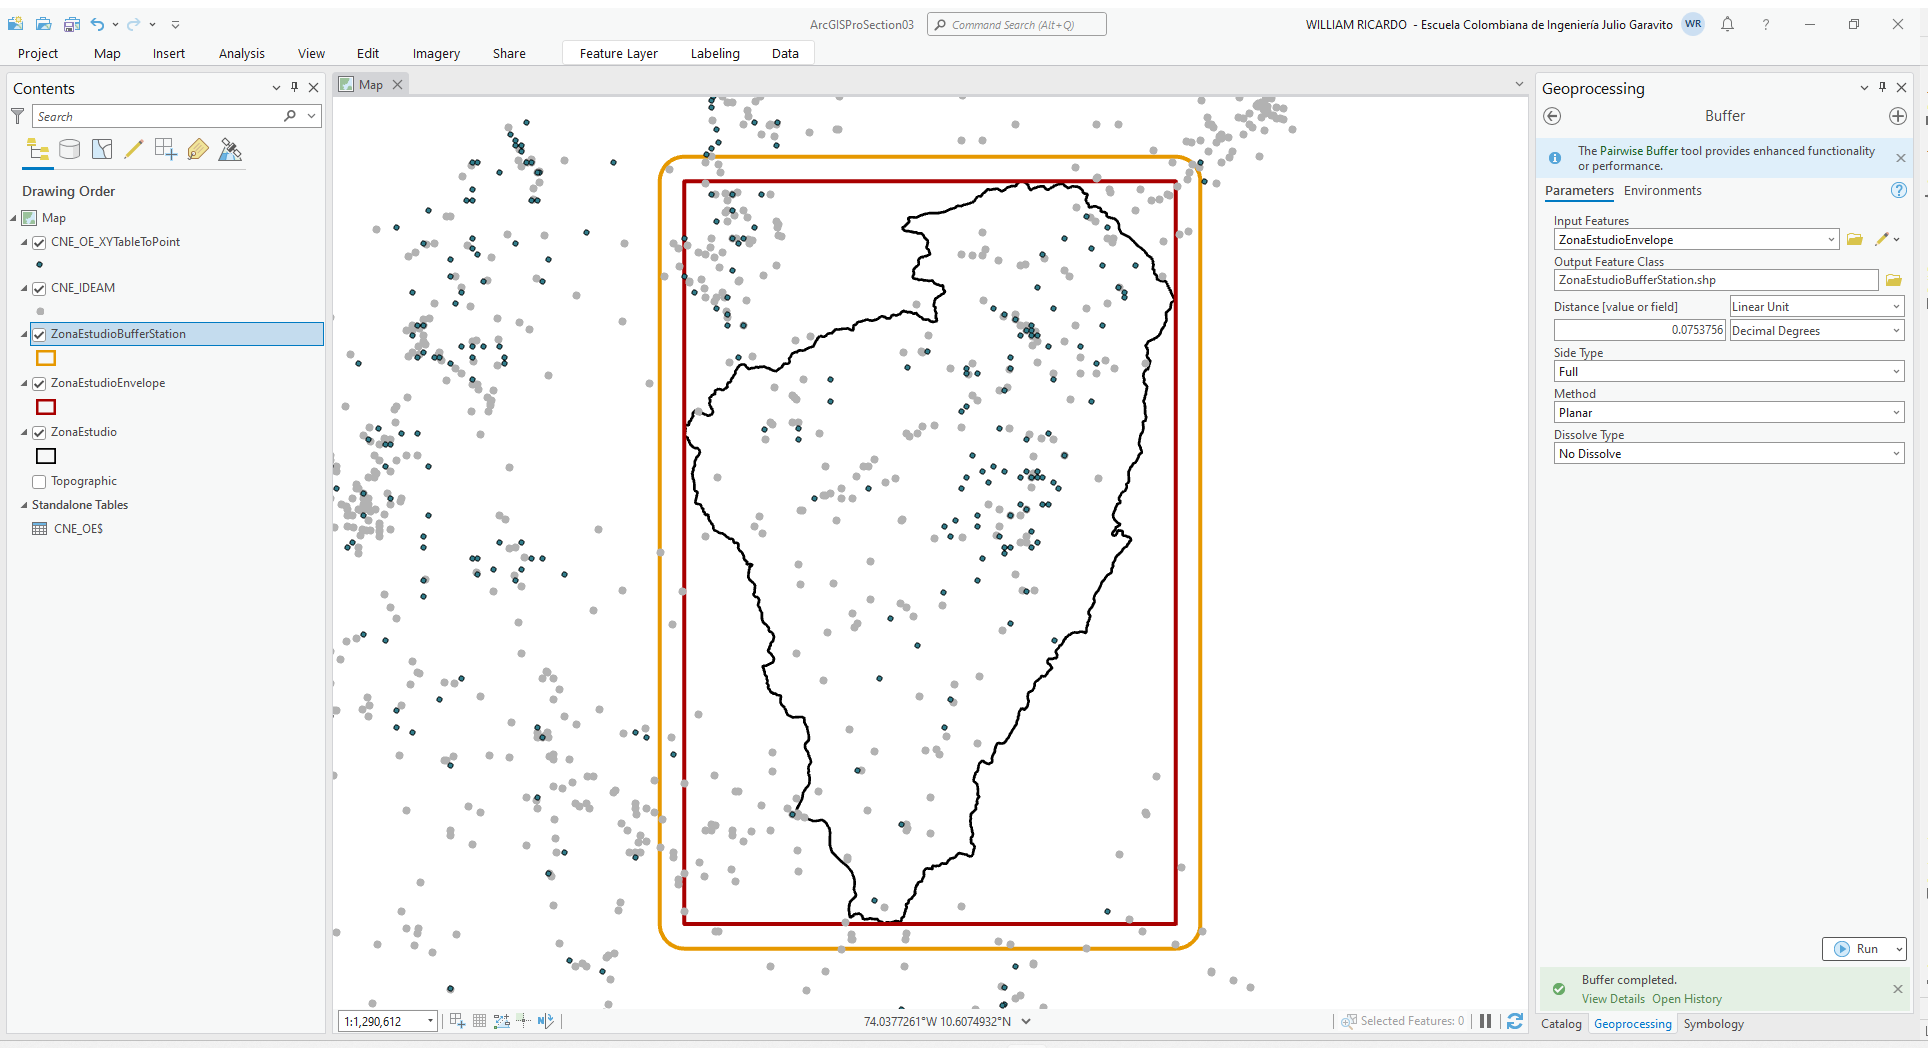 ArcGISProSection03
Command Search (Alt+Q)
WILLIAM RICARDO - Escuela Colombiana de Ingeniería Julio Garavito
WR
?
Project Map Insert Analysis View Edit Imagery Share Feature Layer Labeling Data
Contents
Search
Drawing Order
Map
CNE_OE_XYTableToPoint
CNE_IDEAM
ZonaEstudioBufferStation
ZonaEstudioEnvelope
ZonaEstudio
Topographic
Standalone Tables
CNE_OE$
Map
1:1,290,612
74.0377261°W 10.6074932°N
Selected Features: 0
Geoprocessing
Buffer
The Pairwise Buffer tool provides enhanced functionality
or performance.
Parameters Environments
?
Input Features
ZonaEstudioEnvelope
Output Feature Class
ZonaEstudioBufferStation.shp
Distance [value or field]
Linear Unit
0.0753756
Decimal Degrees
Side Type
Full
Method
Planar
Dissolve Type
No Dissolve
Run
Buffer completed.
View Details Open History
Catalog Geoprocessing Symbology